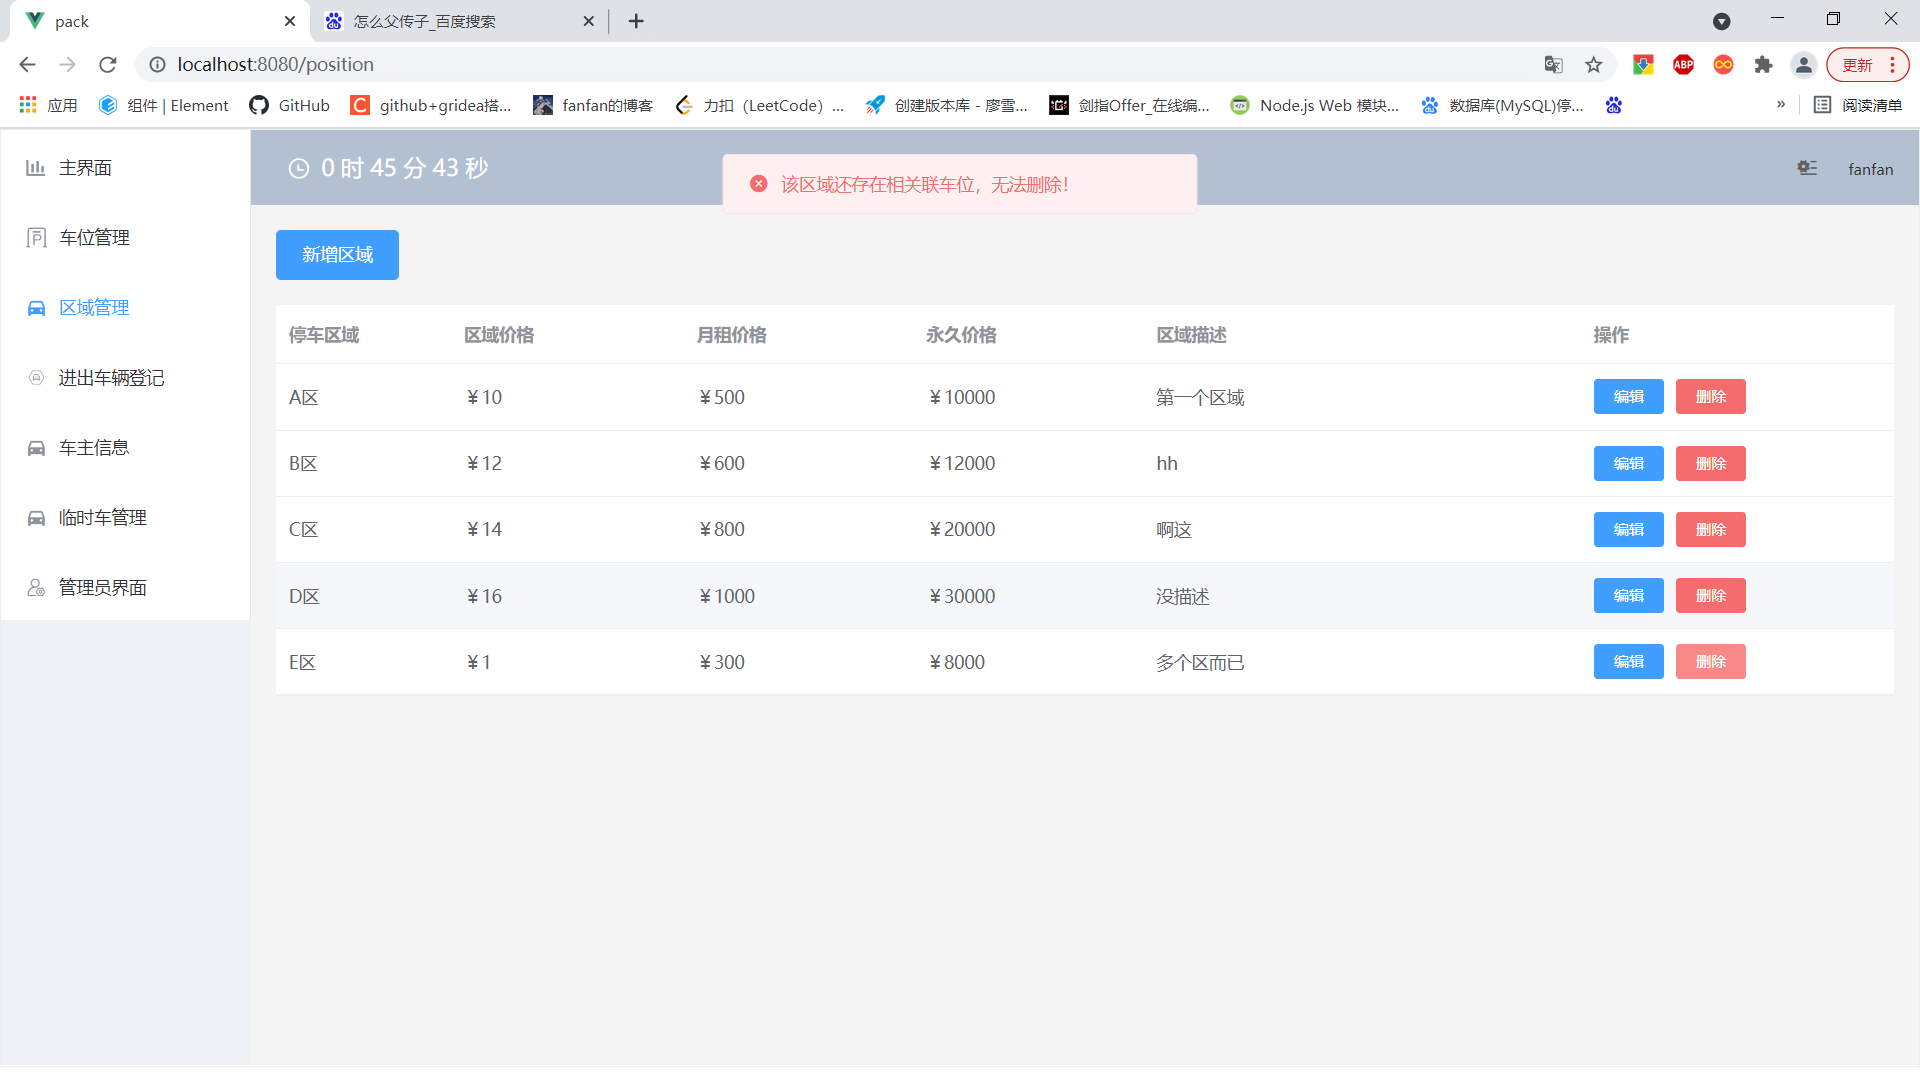 pack
怎么父传子_百度搜索
localhost:8080/position
更新
应用
组件 | Element
GitHub
github+gridea搭...
fanfan的博客
力扣（LeetCode）...
创建版本库 - 廖雪...
剑指Offer_在线编...
Node.js Web 模块...
数据库(MySQL)停...
»
阅读清单
主界面
车位管理
区域管理
进出车辆登记
车主信息
临时车管理
管理员界面
0 时 45 分 43 秒
该区域还存在相关联车位，无法删除！
fanfan
新增区域
停车区域 区域价格 月租价格 永久价格 区域描述 操作
A区 ￥10 ￥500 ￥10000 第一个区域 编辑 删除
B区 ￥12 ￥600 ￥12000 hh 编辑 删除
C区 ￥14 ￥800 ￥20000 啊这 编辑 删除
D区 ￥16 ￥1000 ￥30000 没描述 编辑 删除
E区 ￥1 ￥300 ￥8000 多个区而已 编辑 删除